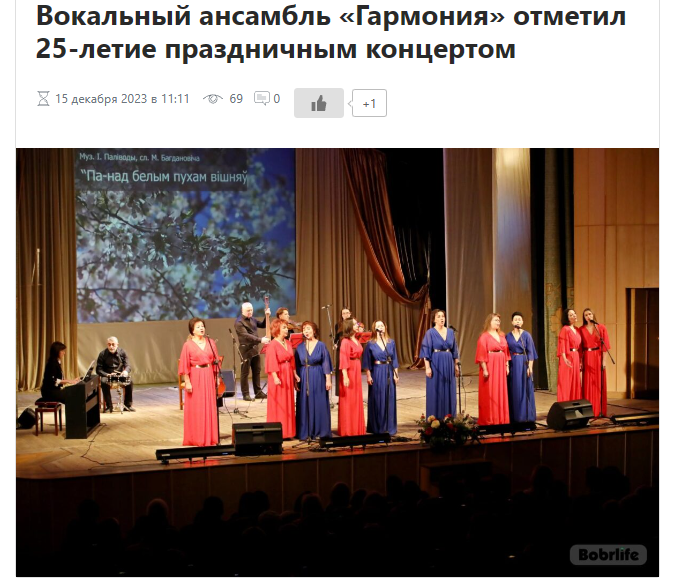 Вокальный ансамбль «Гармония» отметил
25-летие праздничным концертом
15 декабря 2023 в 11:11 69 0 +1
Муз. І. Паліводы, сл. М. Багдановіча
"Па-над белым пухам вішняў
Bobrlife